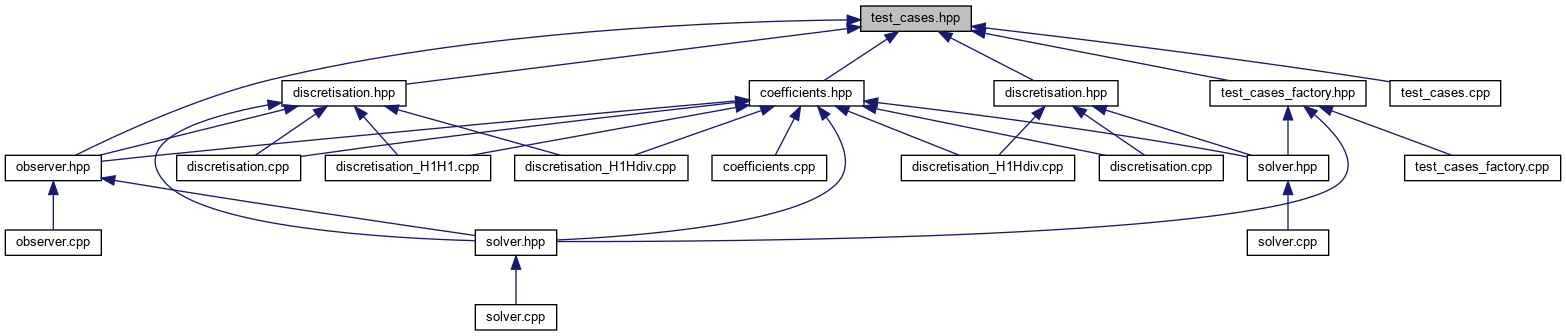 test_cases.hpp
discretisation.hpp
coefficients.hpp
discretisation.hpp
test_cases_factory.hpp
test_cases.cpp
observer.hpp
discretisation.cpp
discretisation_H1H1.cpp
discretisation_H1Hdiv.cpp
coefficients.cpp
discretisation_H1Hdiv.cpp
discretisation.cpp
solver.hpp
test_cases_factory.cpp
observer.cpp
solver.hpp
solver.cpp
solver.cpp